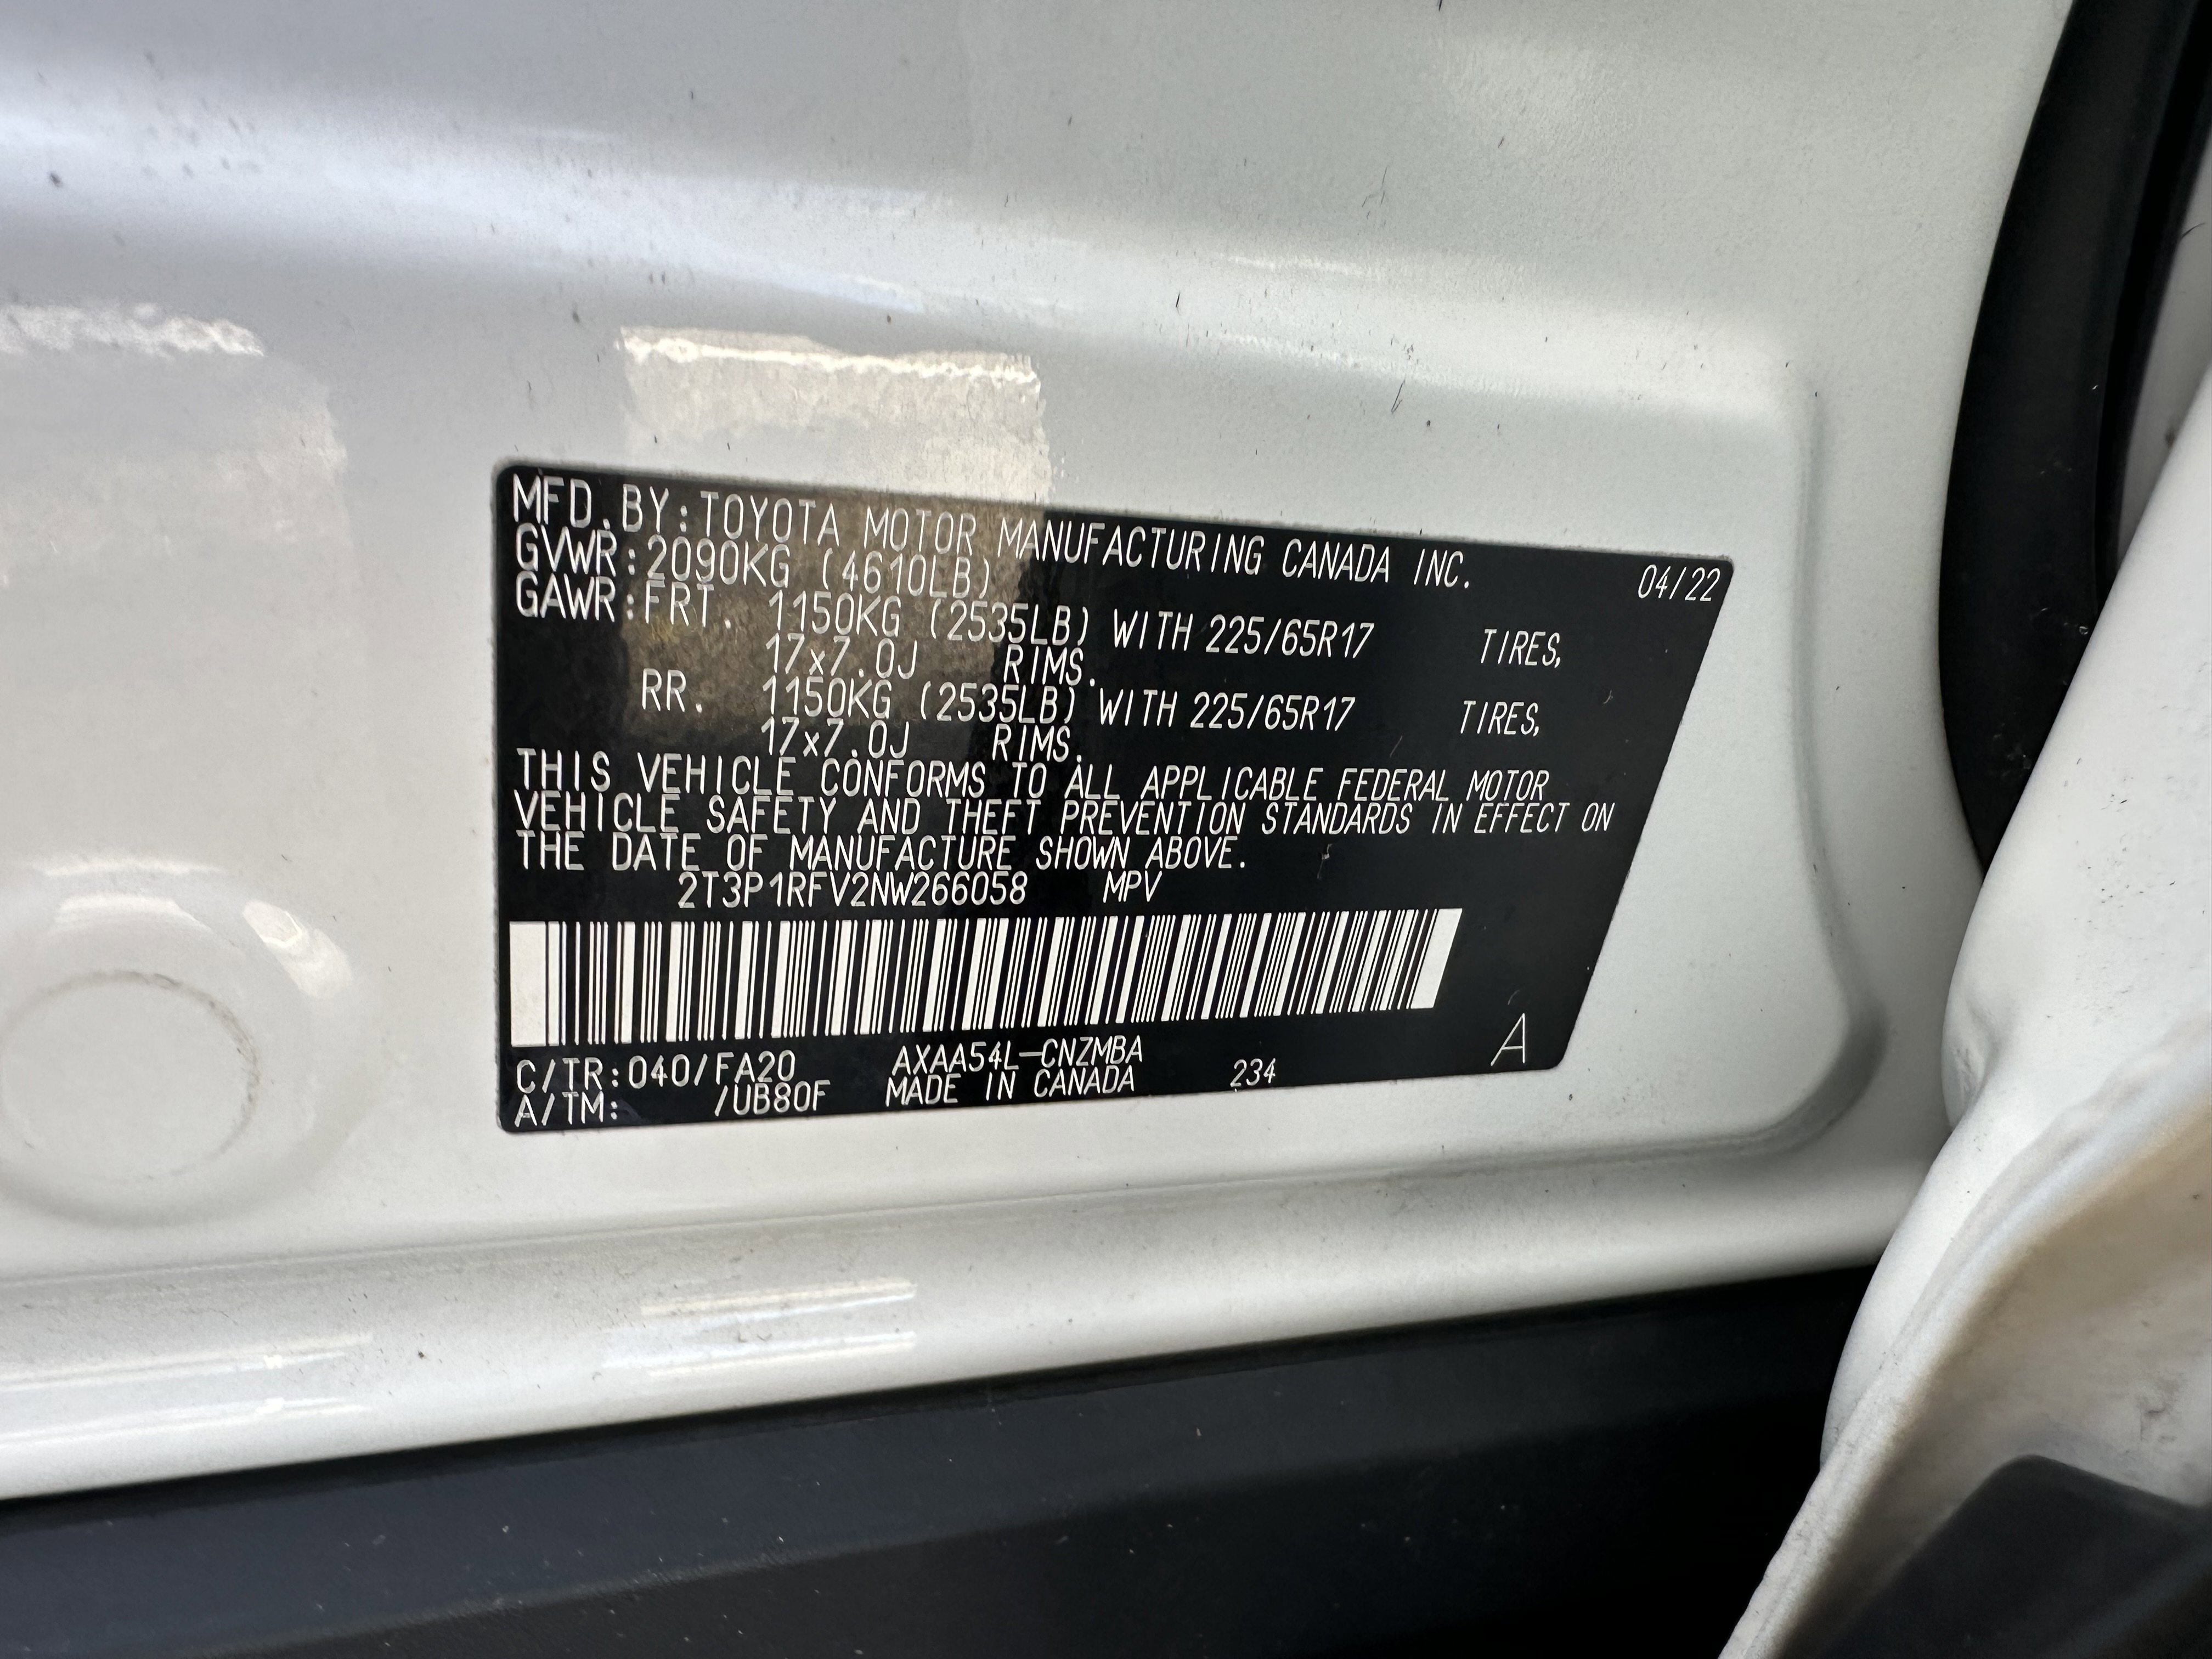 MFD.BY:TOYOTA MOTOR MANUFACTURING CANADA INC. 04/22
GVWR:2090KG (4610LB)
GAWR:FRT. 1150KG (2535LB) WITH 225/65R17 TIRES,
17x7.0J RIMS.
RR. 1150KG (2535LB) WITH 225/65R17 TIRES,
17x7.0J RIMS.
THIS VEHICLE CONFORMS TO ALL APPLICABLE FEDERAL MOTOR
VEHICLE SAFETY AND THEFT PREVENTION STANDARDS IN EFFECT ON
THE DATE OF MANUFACTURE SHOWN ABOVE.
2T3P1RFV2NW266058 MPV
C/TR:040/FA20 AXAA54L-CNZMBA 234 A
A/TM: /UB80F MADE IN CANADA